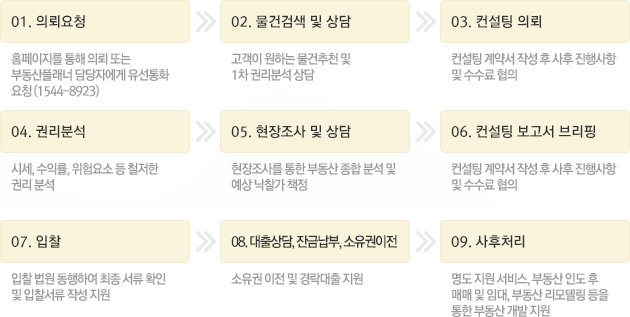 01. 의뢰요청
홈페이지를 통해 의뢰 또는
부동산플래너 담당자에게 유선통화
요청 (1544-8923)
02. 물건검색 및 상담
고객이 원하는 물건추천 및
1차 권리분석 상담
03. 컨설팅 의뢰
컨설팅 계약서 작성 후 사후 진행사항
및 수수료 협의
04. 권리분석
시세, 수익률, 위험요소 등 철저한
권리 분석
05. 현장조사 및 상담
현장조사를 통한 부동산 종합 분석 및
예상 낙찰가 책정
06. 컨설팅 보고서 브리핑
컨설팅 계약서 작성 후 사후 진행사항
및 수수료 협의
07. 입찰
입찰 법원 동행하여 최종 서류 확인
및 입찰서류 작성 지원
08. 대출상담, 잔금납부, 소유권이전
소유권 이전 및 경락대출 지원
09. 사후처리
명도 지원 서비스, 부동산 인도 후
매매 및 임대, 부동산 리모델링 등을
통한 부동산 개발 지원